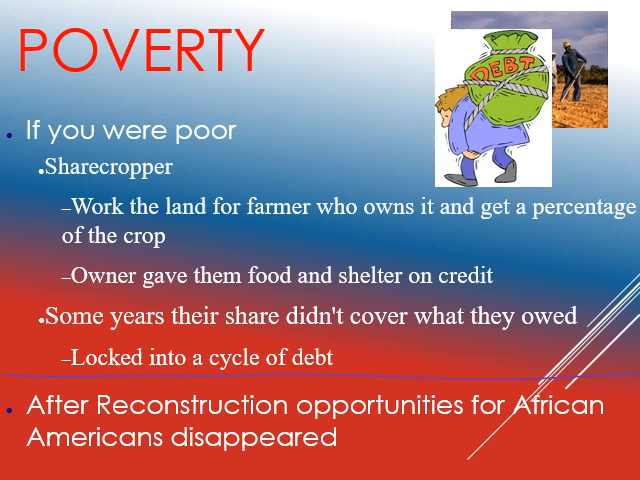 POVERTY
DEBT
● If you were poor
●Sharecropper
–Work the land for farmer who owns it and get a percentage
of the crop
–Owner gave them food and shelter on credit
●Some years their share didn't cover what they owed
–Locked into a cycle of debt
● After Reconstruction opportunities for African
Americans disappeared